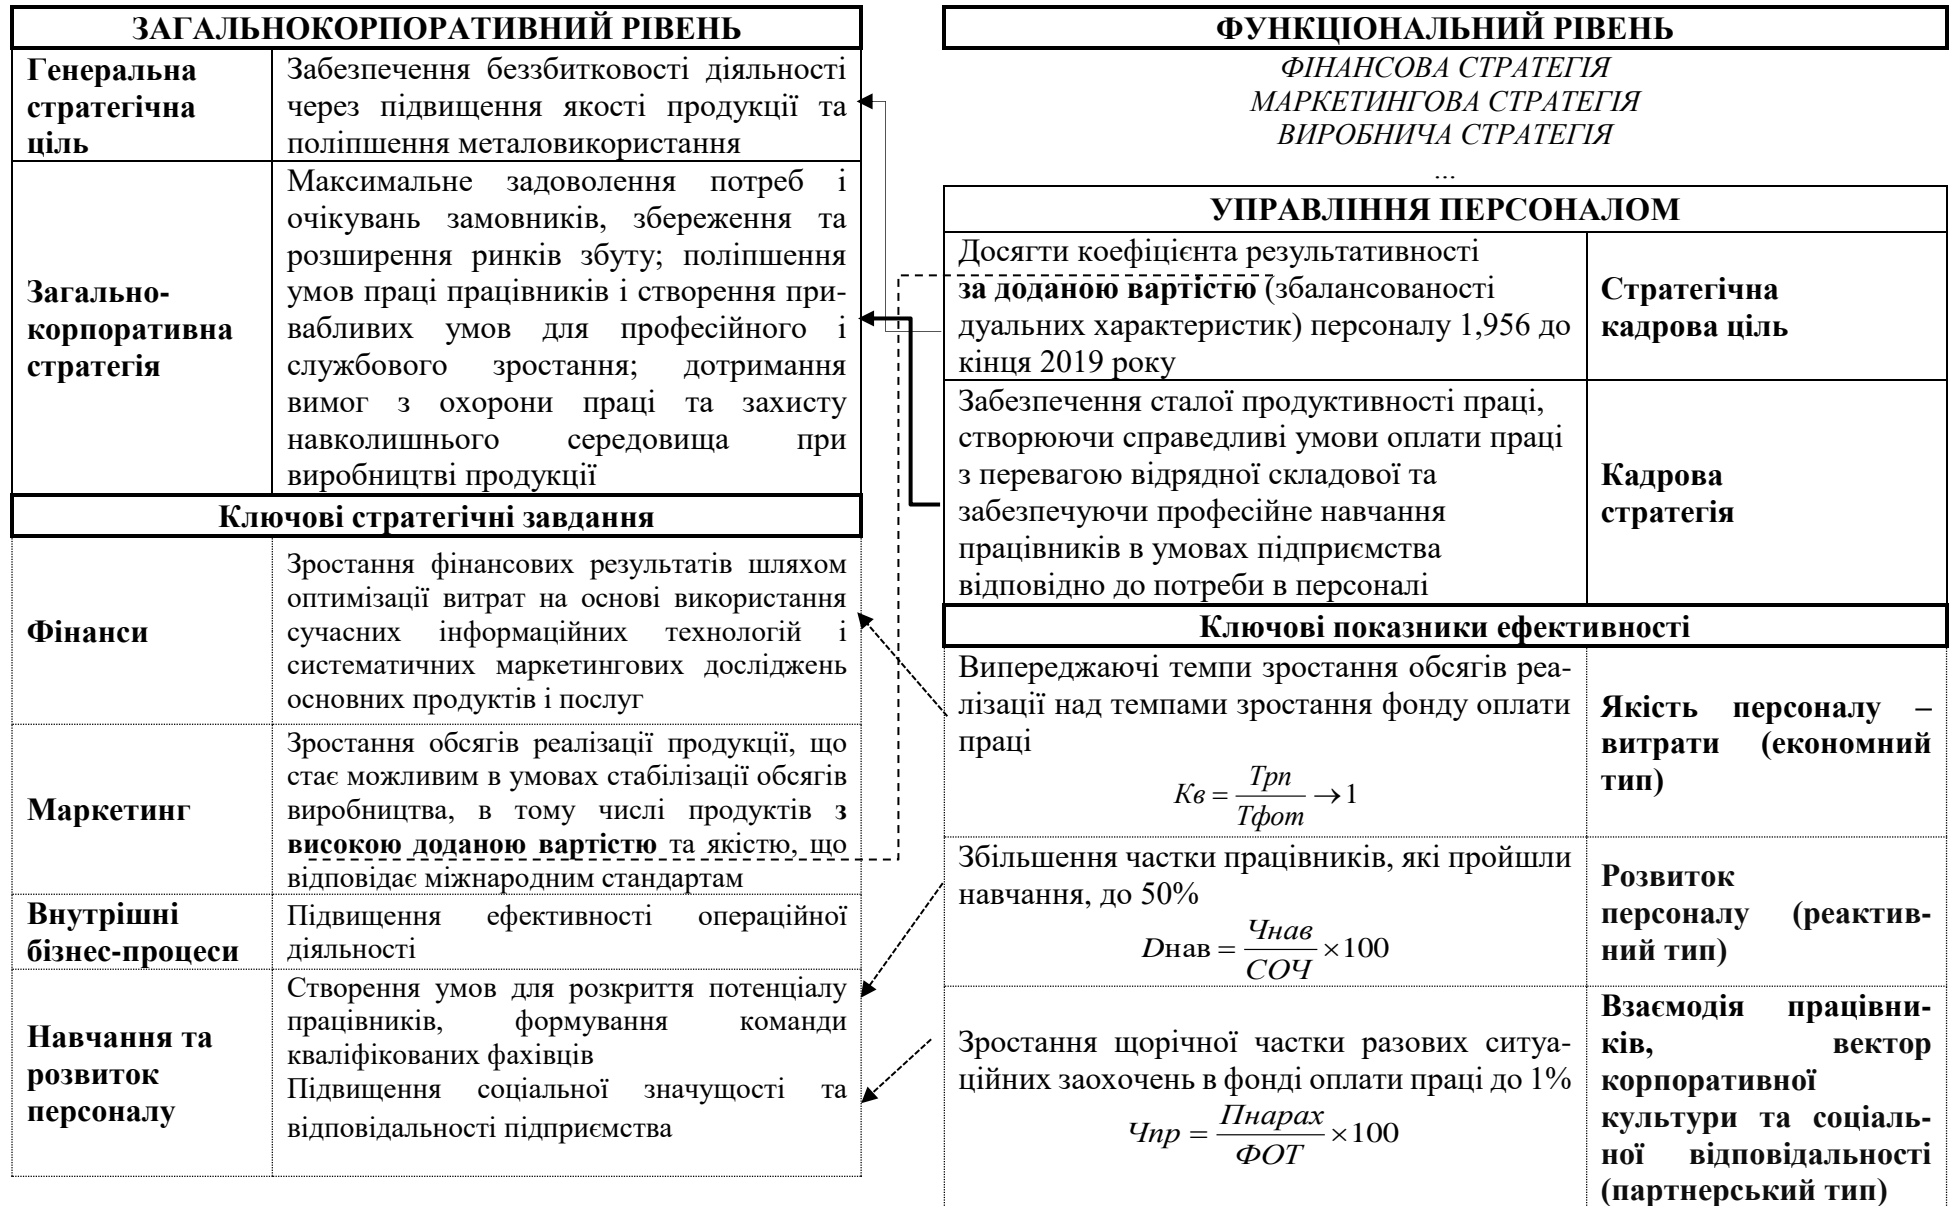 ЗАГАЛЬНОКОРПОРАТИВНИЙ РІВЕНЬ
Генеральна
стратегічна
ціль
Забезпечення беззбитковості діяльності
через підвищення якості продукції та
поліпшення металовикористання
Загально-
корпоративна
стратегія
Максимальне задоволення потреб і
очікувань замовників, збереження та
розширення ринків збуту; поліпшення
умов праці працівників і створення при-
вабливих умов для професійного і
службового зростання; дотримання
вимог з охорони праці та захисту
навколишнього середовища при
виробництві продукції
Ключові стратегічні завдання
Фінанси
Зростання фінансових результатів шляхом
оптимізації витрат на основі використання
сучасних інформаційних технологій і
систематичних маркетингових досліджень
основних продуктів і послуг
Маркетинг
Зростання обсягів реалізації продукції, що
стає можливим в умовах стабілізації обсягів
виробництва, в тому числі продуктів з
високою доданою вартістю та якістю, що
відповідає міжнародним стандартам
Внутрішні
бізнес-процеси
Підвищення ефективності операційної
діяльності
Навчання та
розвиток
персоналу
Створення умов для розкриття потенціалу
працівників, формування команди
кваліфікованих фахівців
Підвищення соціальної значущості та
відповідальності підприємства
ФУНКЦІОНАЛЬНИЙ РІВЕНЬ
ФІНАНСОВА СТРАТЕГІЯ
МАРКЕТИНГОВА СТРАТЕГІЯ
ВИРОБНИЧА СТРАТЕГІЯ
...
УПРАВЛІННЯ ПЕРСОНАЛОМ
Досягти коефіцієнта результативності
за доданою вартістю (збалансованості
дуальних характеристик) персоналу 1,956 до
кінця 2019 року
Стратегічна
кадрова ціль
Забезпечення сталої продуктивності праці,
створюючи справедливі умови оплати праці
з перевагою відрядної складової та
забезпечуючи професійне навчання
працівників в умовах підприємства
відповідно до потреби в персоналі
Кадрова
стратегія
Ключові показники ефективності
Випереджаючі темпи зростання обсягів реа-
лізації над темпами зростання фонду оплати
праці
Кв = Трп / Тфот → 1
Якість персоналу –
витрати (економний
тип)
Збільшення частки працівників, які пройшли
навчання, до 50%
Dнав = Чнав / СОЧ × 100
Розвиток
персоналу (реактив-
ний тип)
Зростання щорічної частки разових ситуа-
ційних заохочень в фонді оплати праці до 1%
Чпр = Пнарах / ФОТ × 100
Взаємодія працівни-
ків, вектор
корпоративної
культури та соціаль-
ної відповідальності
(партнерський тип)